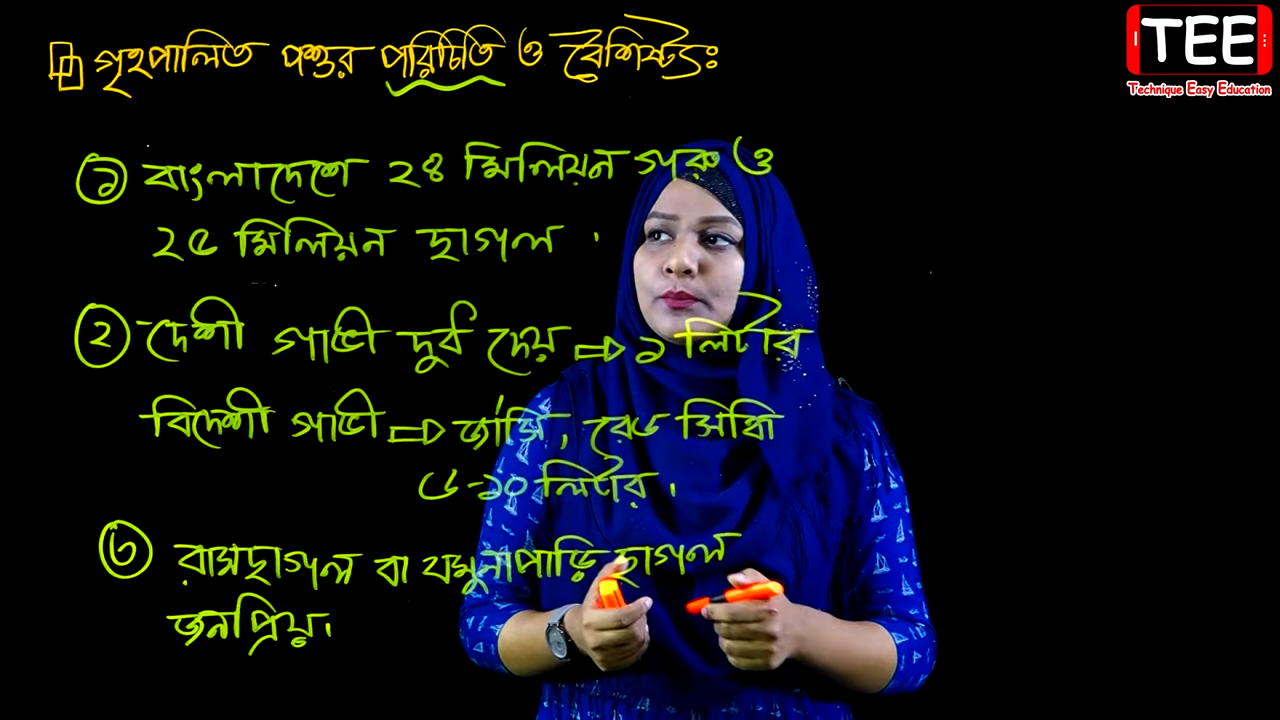 গৃহপালিত পশুর পরিচিতি ও বৈশিষ্ট্যঃ
TEE
Technique Easy Education
১ বাংলাদেশে ২৪ মিলিয়ন গরু ও
২৫ মিলিয়ন ছাগল ।
২ দেশী গাভী দুধ দেয় ⇒ ১ লিটার
বিদেশী গাভী ⇒ জার্সি, রেড সিন্ধি
৬-১০ লিটার ।
৩ রামছাগল বা যমুনাপাড়ি ছাগল
জনপ্রিয়।